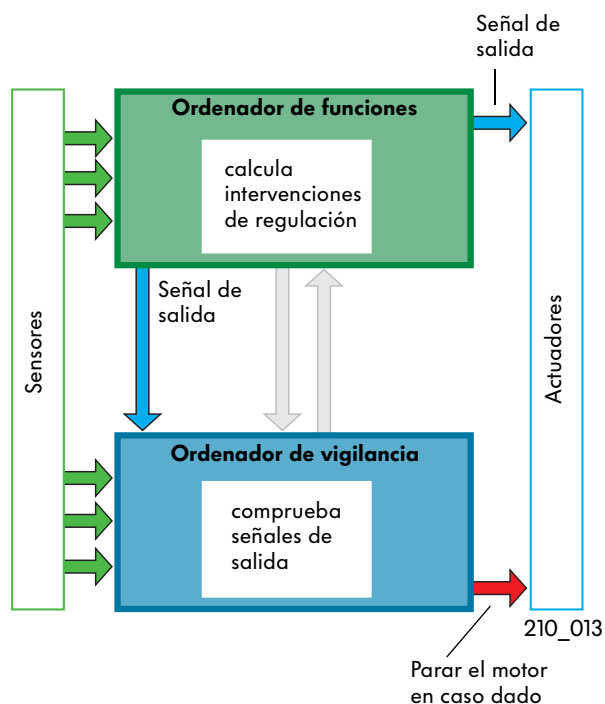 Señal de
salida
Ordenador de funciones
calcula
intervenciones
de regulación
Señal de
salida
Sensores
Actuadores
Ordenador de vigilancia
comprueba
señales de
salida
210_013
Parar el motor
en caso dado